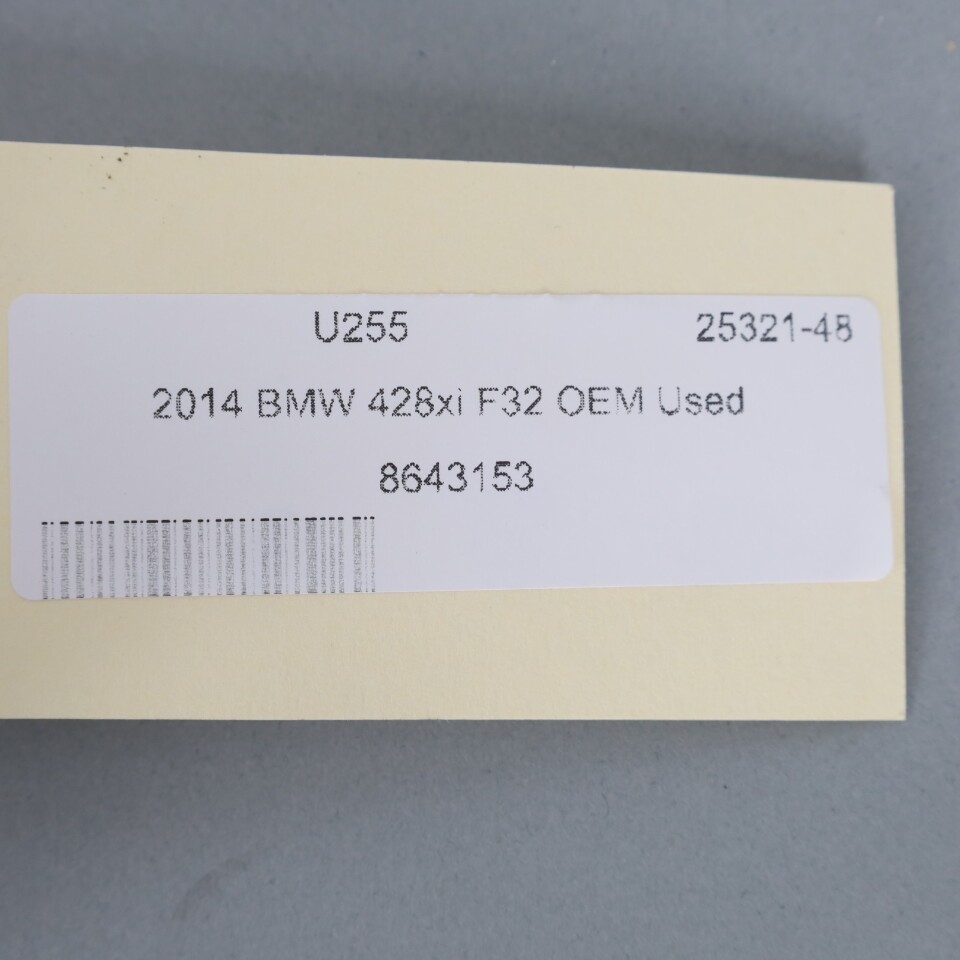 U255 25321-48
2014 BMW 428xi F32 OEM Used
8643153